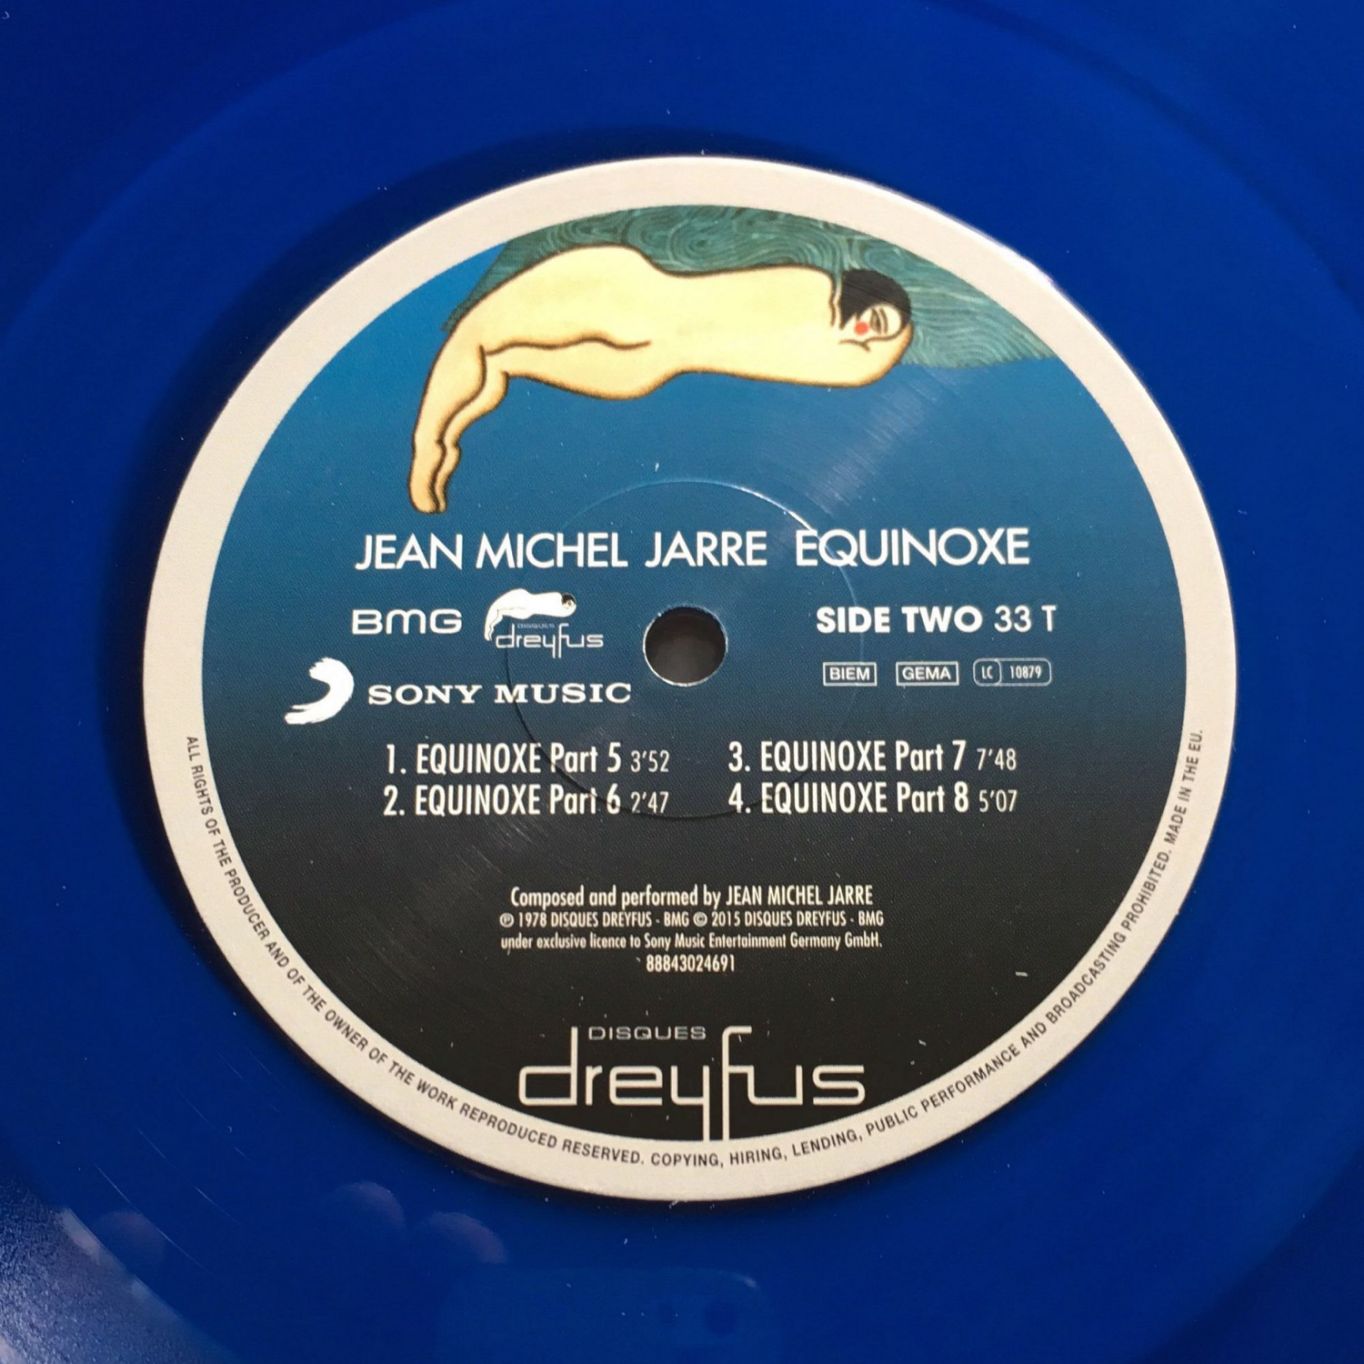 JEAN MICHEL JARRE EQUINOXE
BMG
DISQUES
dreyfus
SIDE TWO 33 T
BIEM GEMA LC 10879
SONY MUSIC
1. EQUINOXE Part 5 3'52
2. EQUINOXE Part 6 2'47
3. EQUINOXE Part 7 7'48
4. EQUINOXE Part 8 5'07
Composed and performed by JEAN MICHEL JARRE
℗ 1978 DISQUES DREYFUS - BMG © 2015 DISQUES DREYFUS - BMG
under exclusive licence to Sony Music Entertainment Germany GmbH.
88843024691
DISQUES
dreyfus
ALL RIGHTS OF THE PRODUCER AND OF THE OWNER OF THE WORK REPRODUCED RESERVED. COPYING, HIRING, LENDING, PUBLIC PERFORMANCE AND BROADCASTING PROHIBITED. MADE IN THE EU.